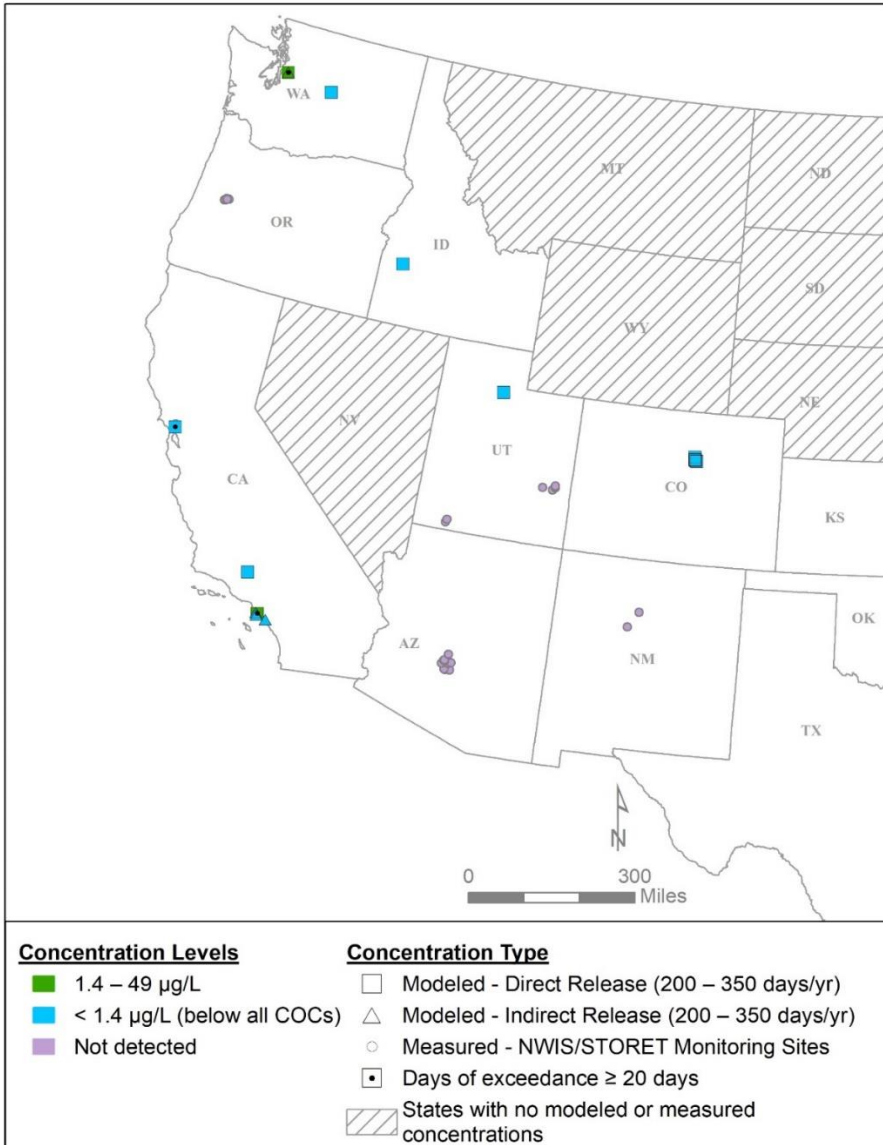 WA
MT
ND
OR
ID
SD
WY
NE
NV
UT
CO
CA
KS
OK
AZ
NM
TX
N
0 300
Miles
Concentration Levels
1.4 – 49 µg/L
< 1.4 µg/L (below all COCs)
Not detected
Concentration Type
Modeled - Direct Release (200 – 350 days/yr)
Modeled - Indirect Release (200 – 350 days/yr)
Measured - NWIS/STORET Monitoring Sites
Days of exceedance ≥ 20 days
States with no modeled or measured
concentrations